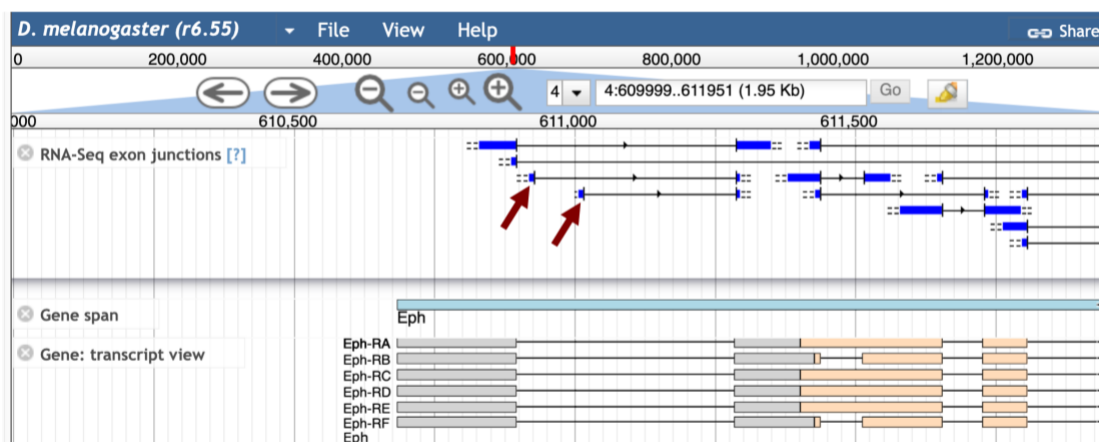 D. melanogaster (r6.55) File View Help Share
0 200,000 400,000 600,000 800,000 1,000,000 1,200,000
4 4:609999..611951 (1.95 Kb) Go
000 610,500 611,000 611,500
RNA-Seq exon junctions [?]
Gene span
Eph
Gene: transcript view
Eph-RA
Eph-RB
Eph-RC
Eph-RD
Eph-RE
Eph-RF
Eph